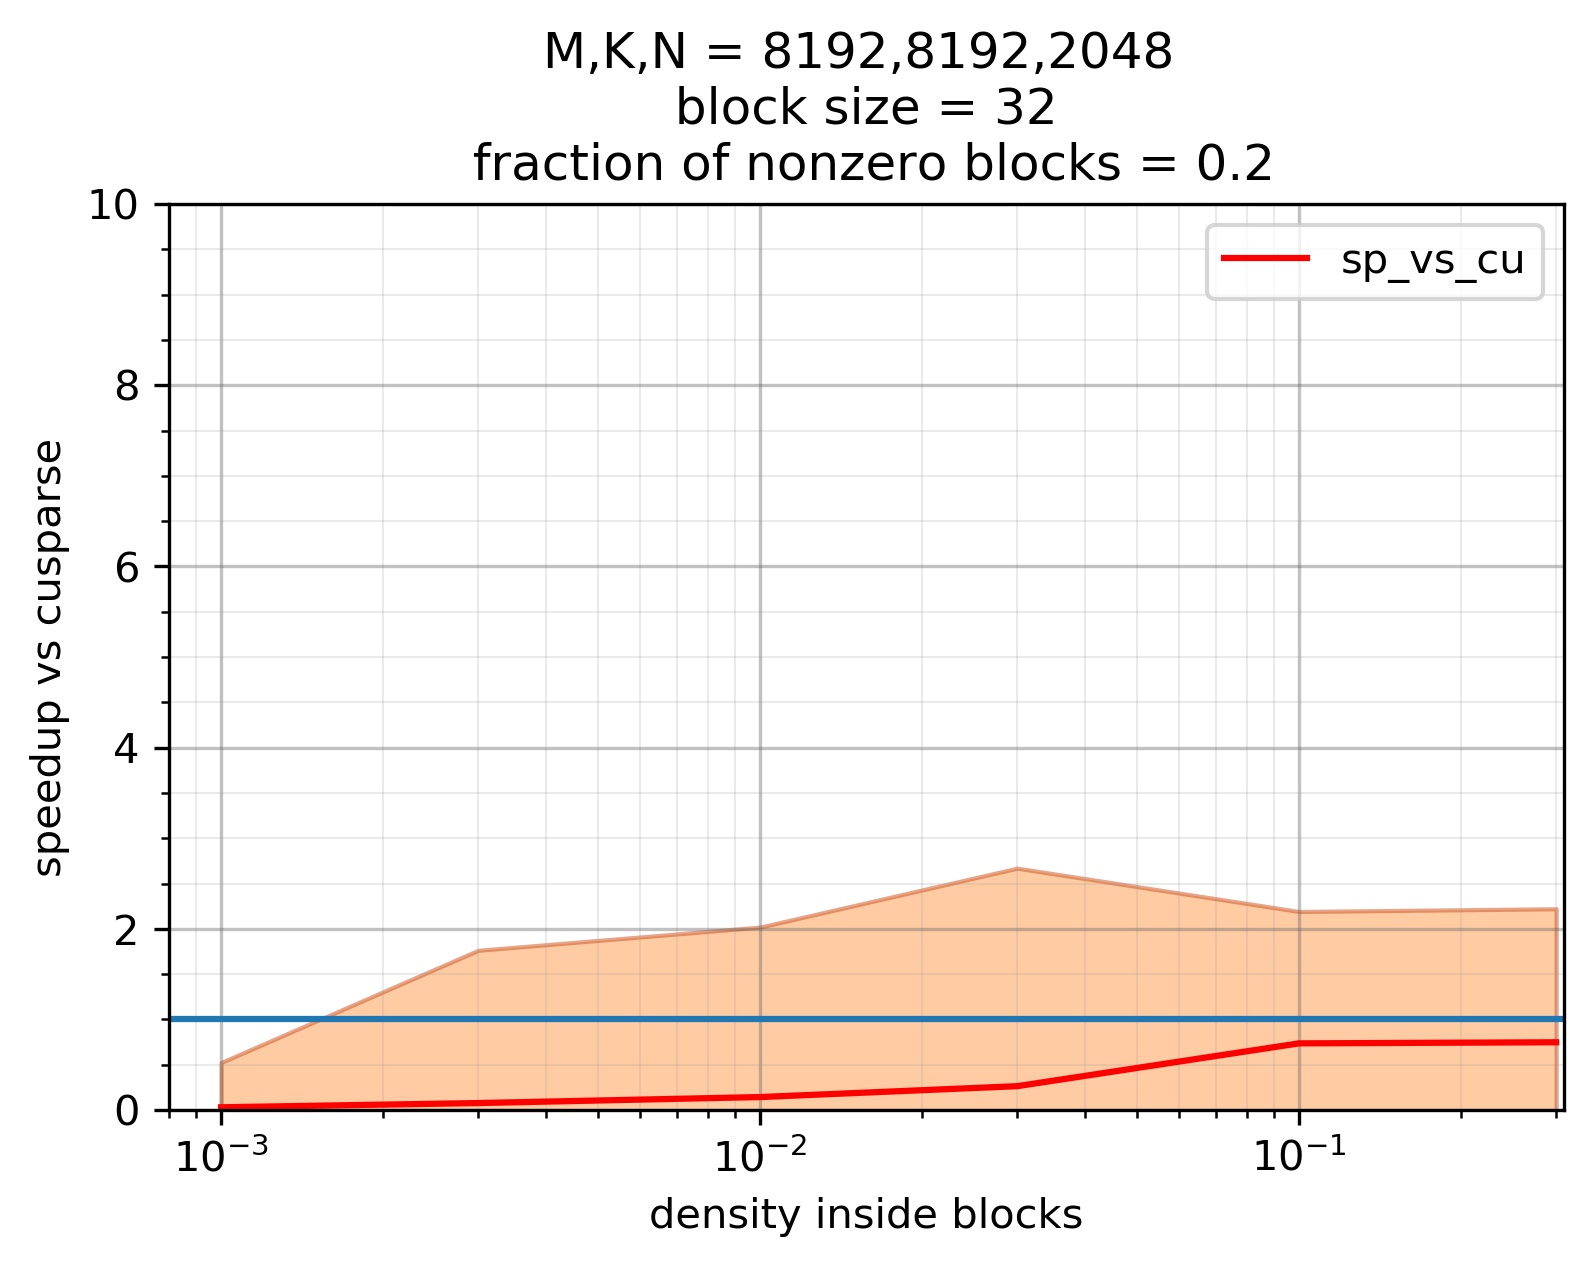 M,K,N = 8192,8192,2048
block size = 32
fraction of nonzero blocks = 0.2
10
8
6
4
2
0
speedup vs cusparse
sp_vs_cu
10⁻³
10⁻²
10⁻¹
density inside blocks